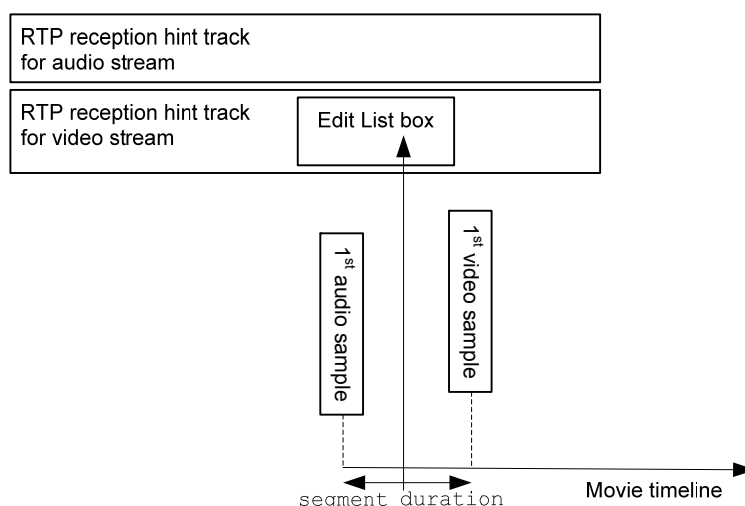 RTP reception hint track
for audio stream
RTP reception hint track
for video stream
Edit List box
1st audio sample
1st video sample
Movie timeline
segment duration